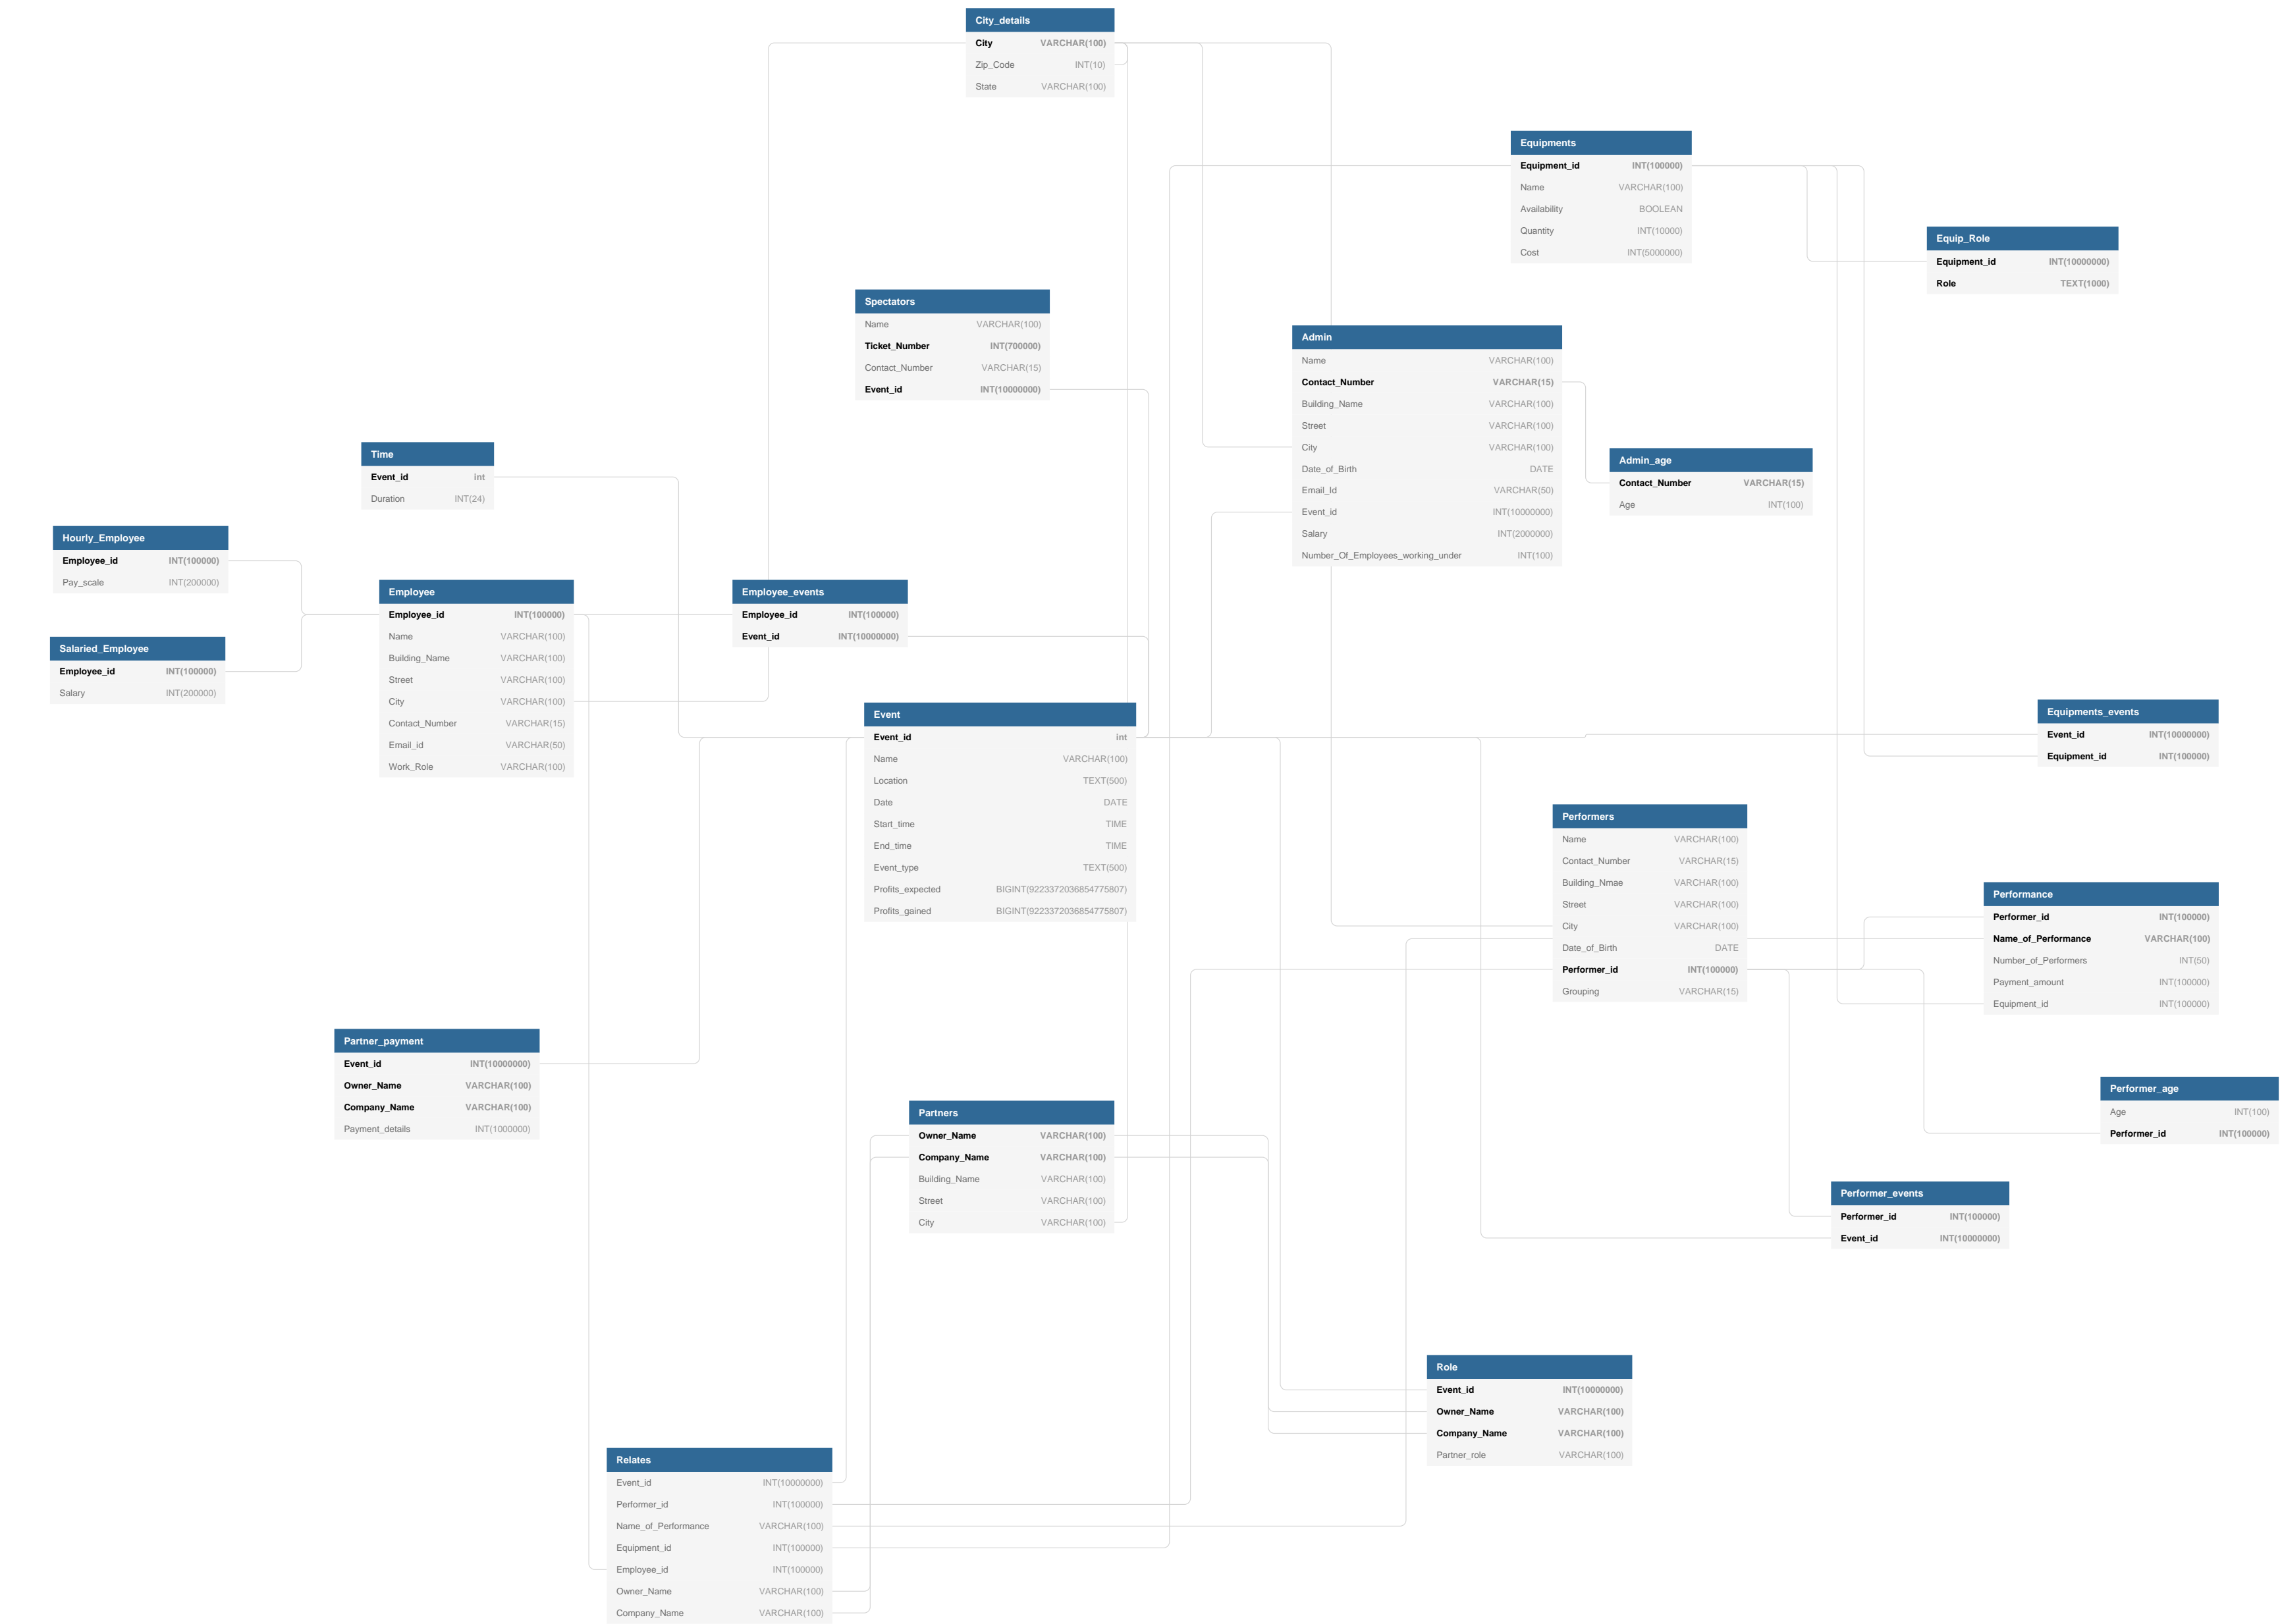 City_details
City VARCHAR(100)
Zip_Code INT(10)
State VARCHAR(100)
Equipments
Equipment_id INT(100000)
Name VARCHAR(100)
Availability BOOLEAN
Quantity INT(10000)
Cost INT(5000000)
Equip_Role
Equipment_id INT(10000000)
Role TEXT(1000)
Spectators
Name VARCHAR(100)
Ticket_Number INT(700000)
Contact_Number VARCHAR(15)
Event_id INT(10000000)
Admin
Name VARCHAR(100)
Contact_Number VARCHAR(15)
Building_Name VARCHAR(100)
Street VARCHAR(100)
City VARCHAR(100)
Date_of_Birth DATE
Email_Id VARCHAR(50)
Event_id INT(10000000)
Salary INT(2000000)
Number_Of_Employees_working_under INT(100)
Time
Event_id int
Duration INT(24)
Admin_age
Contact_Number VARCHAR(15)
Age INT(100)
Hourly_Employee
Employee_id INT(100000)
Pay_scale INT(200000)
Employee
Employee_id INT(100000)
Name VARCHAR(100)
Building_Name VARCHAR(100)
Street VARCHAR(100)
City VARCHAR(100)
Contact_Number VARCHAR(15)
Email_id VARCHAR(50)
Work_Role VARCHAR(100)
Employee_events
Employee_id INT(100000)
Event_id INT(10000000)
Salaried_Employee
Employee_id INT(100000)
Salary INT(200000)
Event
Event_id int
Name VARCHAR(100)
Location TEXT(500)
Date DATE
Start_time TIME
End_time TIME
Event_type TEXT(500)
Profits_expected BIGINT(9223372036854775807)
Profits_gained BIGINT(9223372036854775807)
Equipments_events
Event_id INT(10000000)
Equipment_id INT(100000)
Performers
Name VARCHAR(100)
Contact_Number VARCHAR(15)
Building_Nmae VARCHAR(100)
Street VARCHAR(100)
City VARCHAR(100)
Date_of_Birth DATE
Performer_id INT(100000)
Grouping VARCHAR(15)
Performance
Performer_id INT(100000)
Name_of_Performance VARCHAR(100)
Number_of_Performers INT(50)
Payment_amount INT(100000)
Equipment_id INT(100000)
Partner_payment
Event_id INT(10000000)
Owner_Name VARCHAR(100)
Company_Name VARCHAR(100)
Payment_details INT(1000000)
Performer_age
Age INT(100)
Performer_id INT(100000)
Partners
Owner_Name VARCHAR(100)
Company_Name VARCHAR(100)
Building_Name VARCHAR(100)
Street VARCHAR(100)
City VARCHAR(100)
Performer_events
Performer_id INT(100000)
Event_id INT(10000000)
Role
Event_id INT(10000000)
Owner_Name VARCHAR(100)
Company_Name VARCHAR(100)
Partner_role VARCHAR(100)
Relates
Event_id INT(10000000)
Performer_id INT(100000)
Name_of_Performance VARCHAR(100)
Equipment_id INT(100000)
Employee_id INT(100000)
Owner_Name VARCHAR(100)
Company_Name VARCHAR(100)